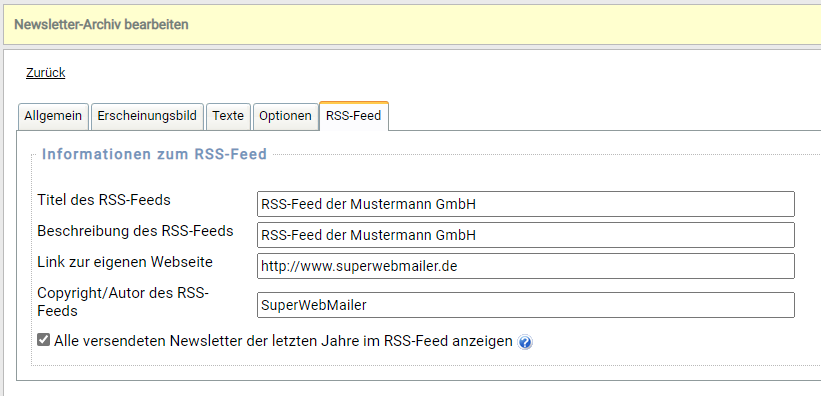 Newsletter-Archiv bearbeiten
Zurück
Allgemein Erscheinungsbild Texte Optionen RSS-Feed
Informationen zum RSS-Feed
Titel des RSS-Feeds RSS-Feed der Mustermann GmbH
Beschreibung des RSS-Feeds RSS-Feed der Mustermann GmbH
Link zur eigenen Webseite http://www.superwebmailer.de
Copyright/Autor des RSS-
Feeds SuperWebMailer
Alle versendeten Newsletter der letzten Jahre im RSS-Feed anzeigen ?